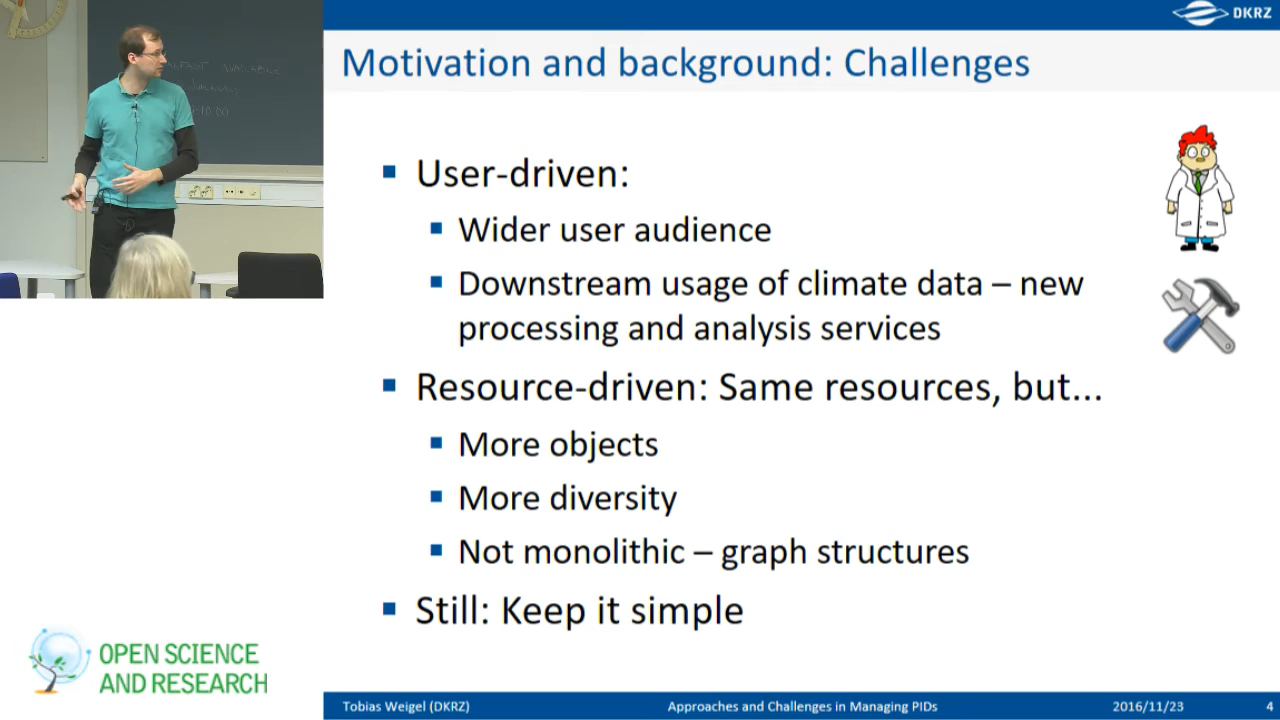 DKRZ
Motivation and background: Challenges
User-driven:
Wider user audience
Downstream usage of climate data – new
processing and analysis services
Resource-driven: Same resources, but...
More objects
More diversity
Not monolithic – graph structures
Still: Keep it simple
OPEN SCIENCE
AND RESEARCH
Tobias Weigel (DKRZ)
Approaches and Challenges in Managing PIDs
2016/11/23
4